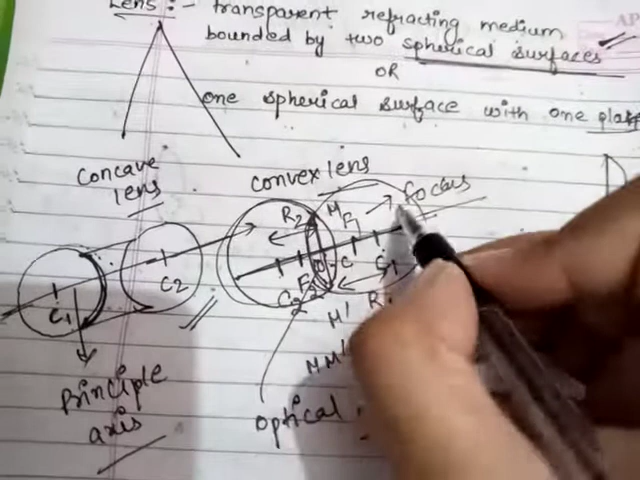 Lens :- transparent refracting medium
bounded by two spherical surfaces
OR
one spherical surface with one
concave
lens
convex lens
R2
M
F1
focus
C
C1
F2
C2
R1
M'
MM'
C1
C2
Principle
axis
optical